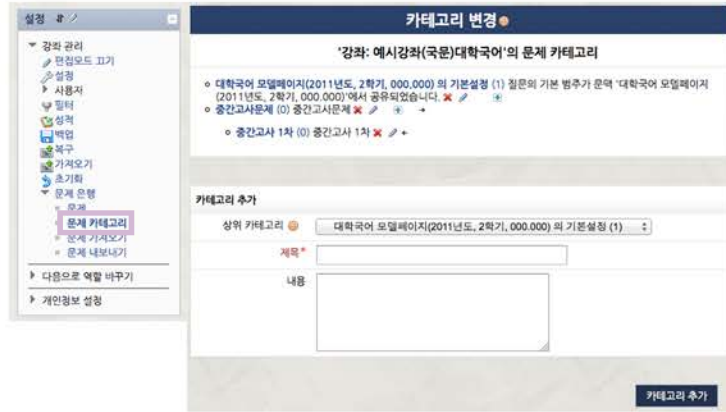 설정
강좌 관리
편집모드 끄기
설정
사용자
필터
성적
백업
복구
가져오기
초기화
문제 은행
문제
문제 카테고리
문제 가져오기
문제 내보내기
다음으로 역할 바꾸기
개인정보 설정
카테고리 변경
'강좌: 예시강좌(국문)대학국어'의 문제 카테고리
대학국어 모델페이지(2011년도, 2학기, 000.000) 의 기본설정 (1) 질문의 기본 범주가 문맥 '대학국어 모델페이지
(2011년도, 2학기, 000.000)'에서 공유되었습니다.
중간고사문제 (0) 중간고사문제
중간고사 1차 (0) 중간고사 1차
카테고리 추가
상위 카테고리 대학국어 모델페이지(2011년도, 2학기, 000.000) 의 기본설정 (1)
제목*
내용
카테고리 추가